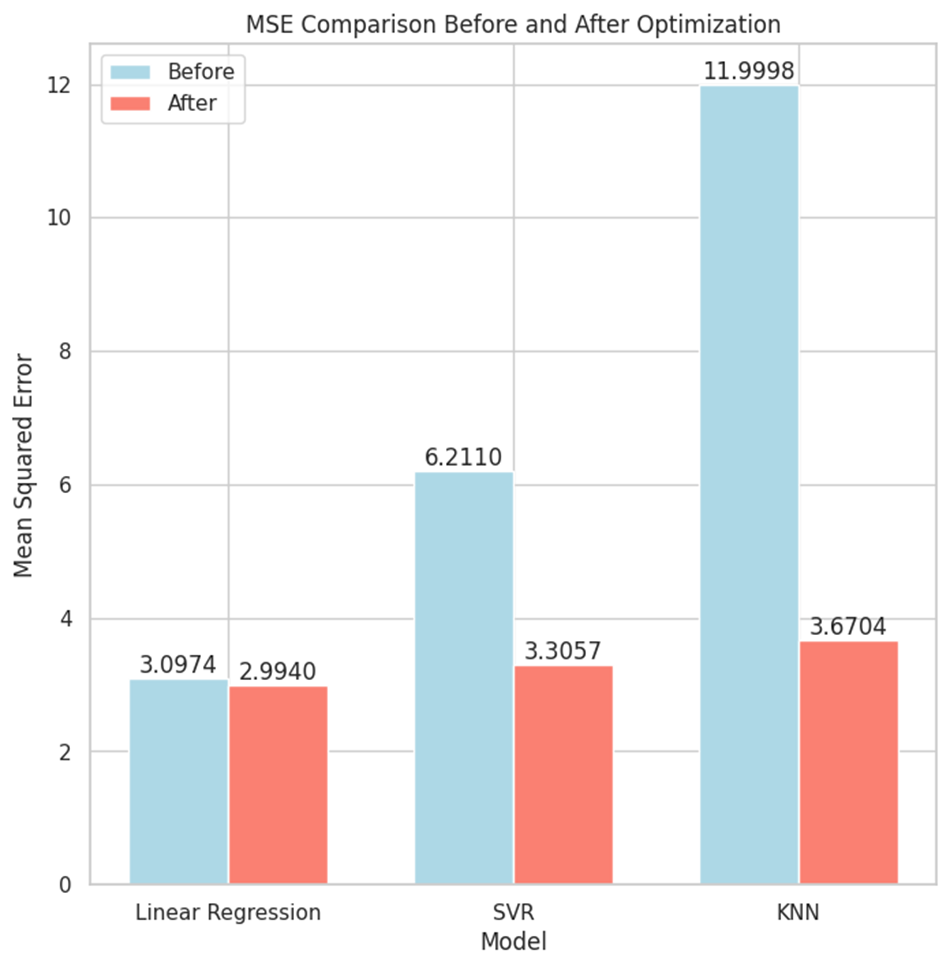 MSE Comparison Before and After Optimization
Before
After
Mean Squared Error
12
10
8
6
4
2
0
3.0974
2.9940
6.2110
3.3057
11.9998
3.6704
Linear Regression
SVR
KNN
Model